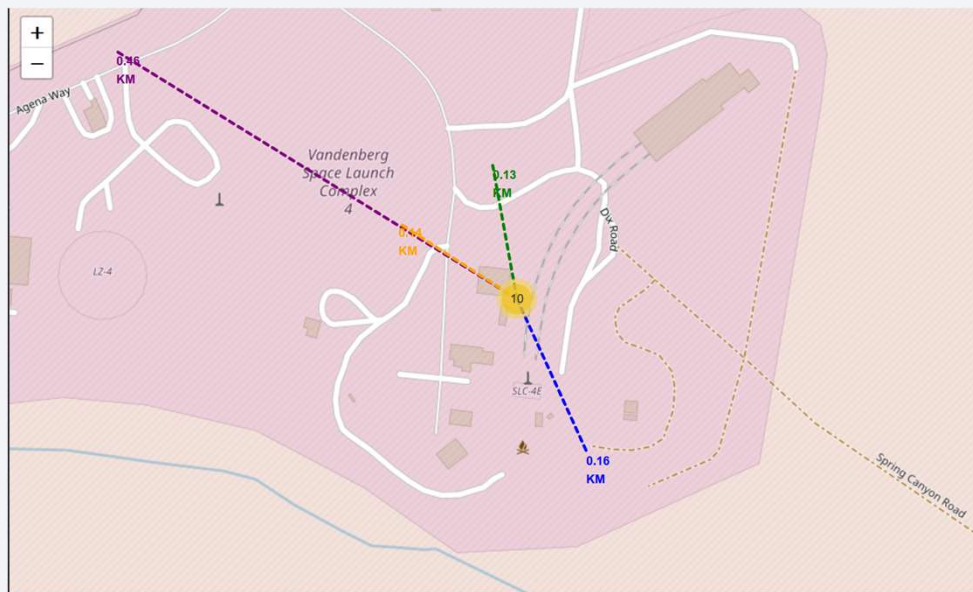 +
−
0.46
KM
Agena Way
Vandenberg
Space Launch
Complex
4
0.13
KM
Dix Road
0.14
KM
LZ-4
10
SLC-4E
0.16
KM
Spring Canyon Road